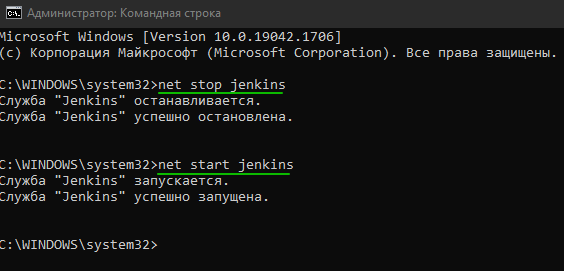 Администратор: Командная строка
Microsoft Windows [Version 10.0.19042.1706]
(c) Корпорация Майкрософт (Microsoft Corporation). Все права защищены.
C:\WINDOWS\system32>net stop jenkins
Служба "Jenkins" останавливается.
Служба "Jenkins" успешно остановлена.
C:\WINDOWS\system32>net start jenkins
Служба "Jenkins" запускается.
Служба "Jenkins" успешно запущена.
C:\WINDOWS\system32>